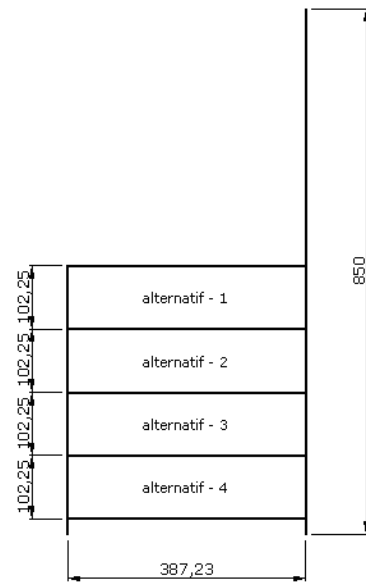 850
102,25
alternatif - 1
102,25
alternatif - 2
102,25
alternatif - 3
102,25
alternatif - 4
387,23